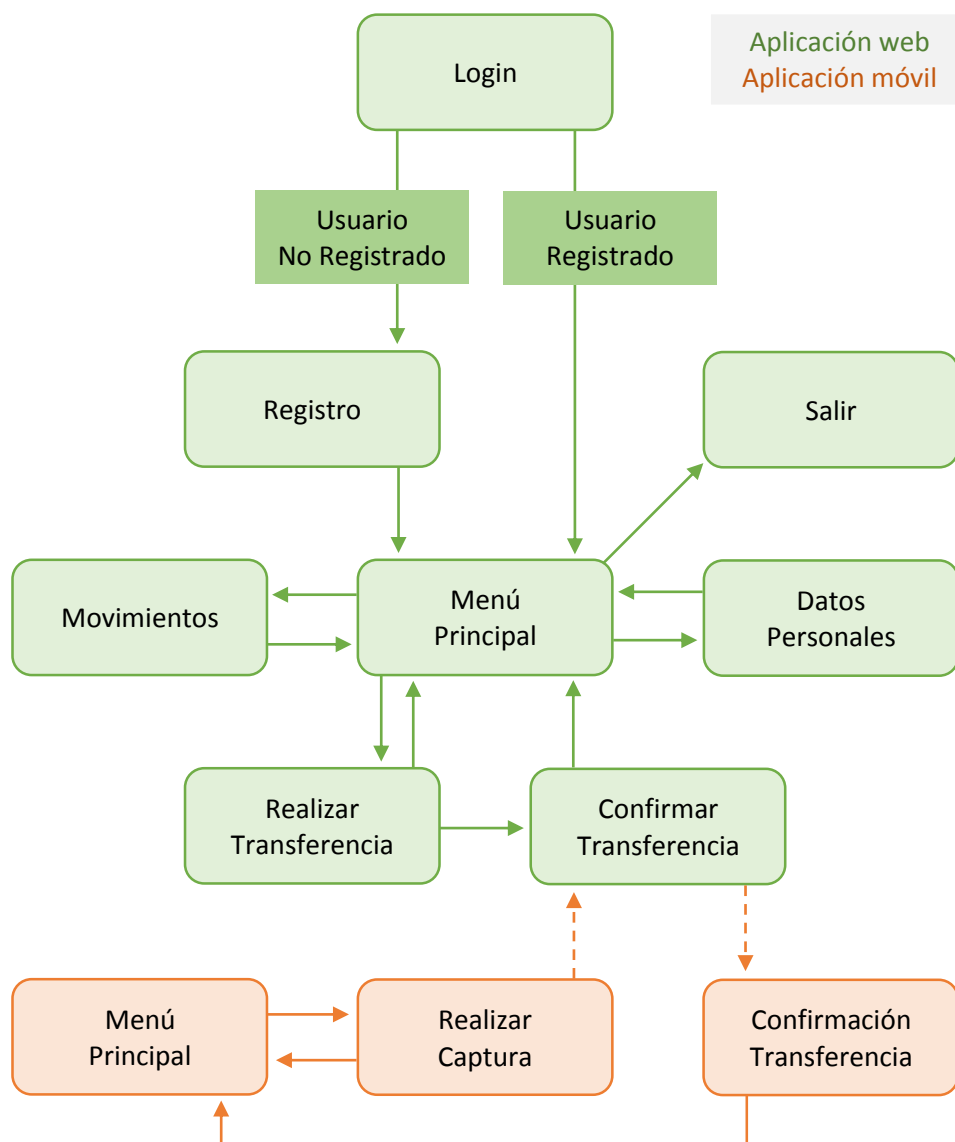 Login
Aplicación web
Aplicación móvil
Usuario
No Registrado
Usuario
Registrado
Registro
Salir
Movimientos
Menú
Principal
Datos
Personales
Realizar
Transferencia
Confirmar
Transferencia
Menú
Principal
Realizar
Captura
Confirmación
Transferencia